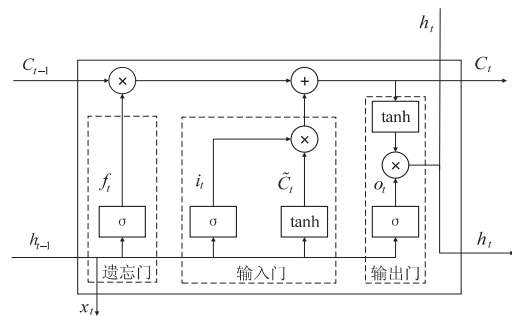 h_t
C_{t-1}
×
+
C_t
tanh
×
×
f_t
i_t
C̃_t
o_t
σ
σ
tanh
σ
h_{t-1}
h_t
遗忘门
输入门
输出门
x_t